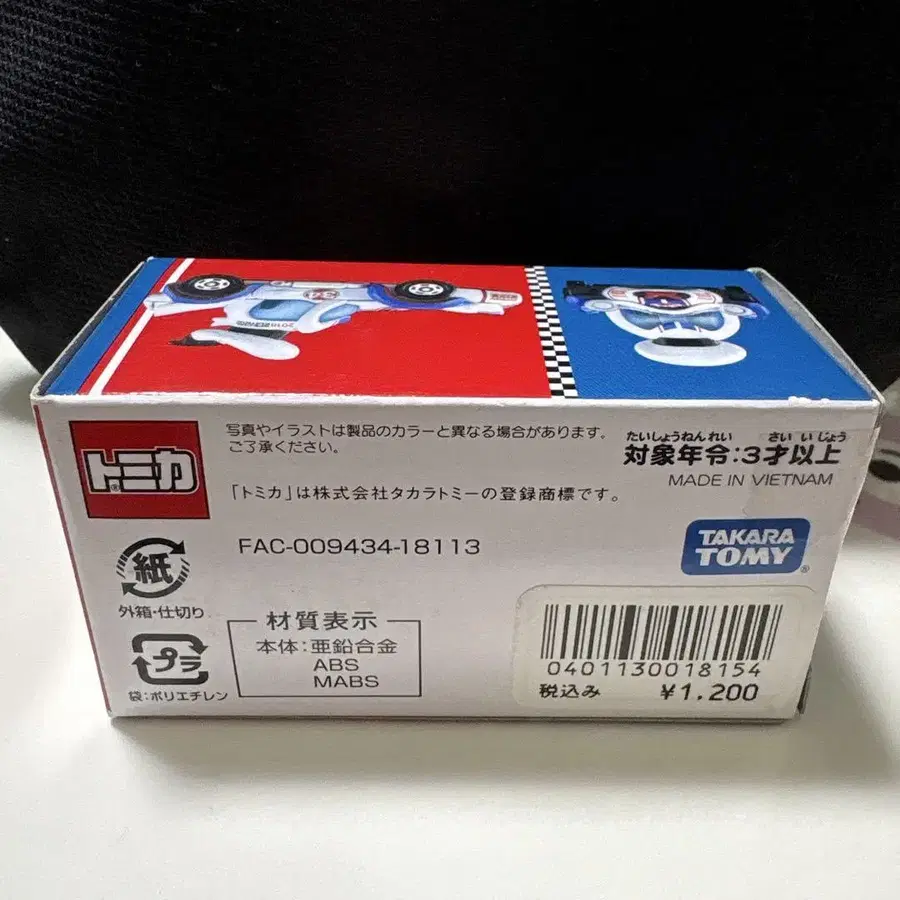 トミカ
写真やイラストは製品のカラーと異なる場合があります。
ご了承ください。
「トミカ」は株式会社タカラトミーの登録商標です。
たいしょうねんれい さいいじょう
対象年令:3才以上
MADE IN VIETNAM
FAC-009434-18113
TAKARA
TOMY
紙
外箱・仕切り
プラ
袋:ポリエチレン
材質表示
本体:亜鉛合金
ABS
MABS
0401130018154
税込み ¥1.200